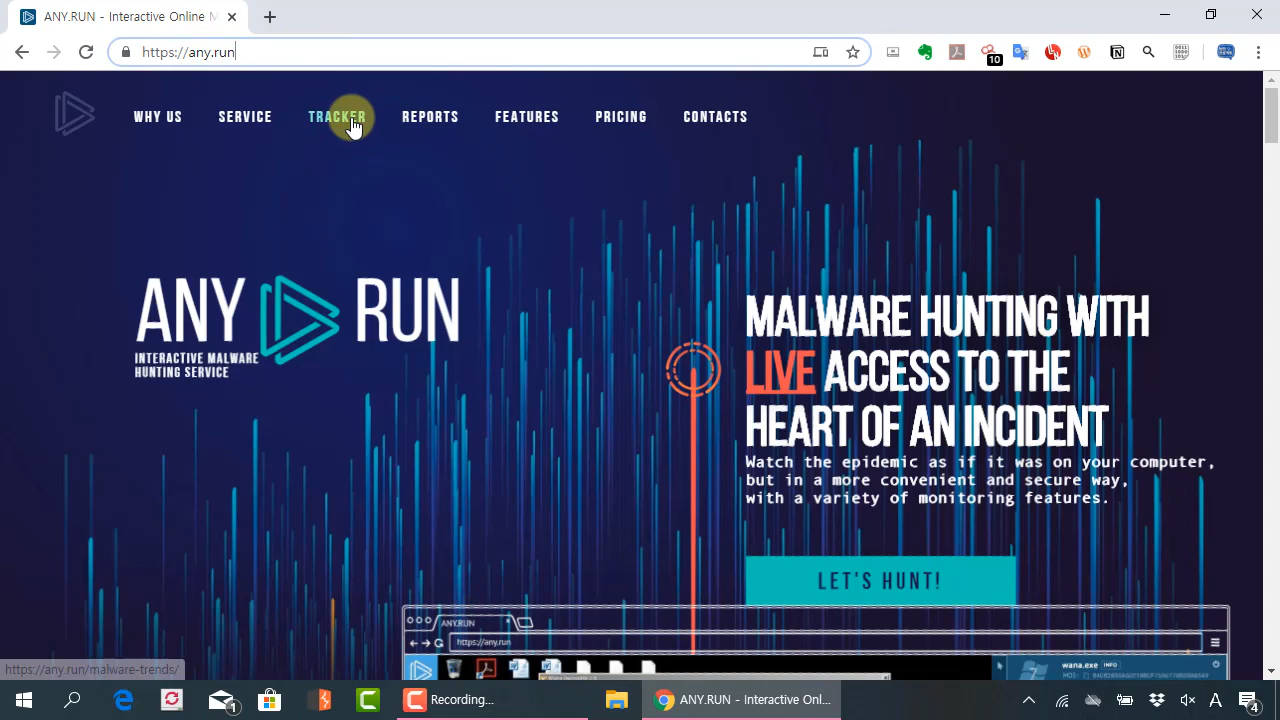 ANY.RUN - Interactive Online M
https://any.run
10
WHY US
SERVICE
TRACKER
REPORTS
FEATURES
PRICING
CONTACTS
ANY RUN
INTERACTIVE MALWARE
HUNTING SERVICE
MALWARE HUNTING WITH
LIVE ACCESS TO THE
HEART OF AN INCIDENT
Watch the epidemic as if it was on your computer,
but in a more convenient and secure way,
with a variety of monitoring features.
LET'S HUNT!
ANY.RUN
https://any.run
wana.exe INFO
https://any.run/malware-trends/
1
Recording...
ANY.RUN - Interactive Onl...
A
4